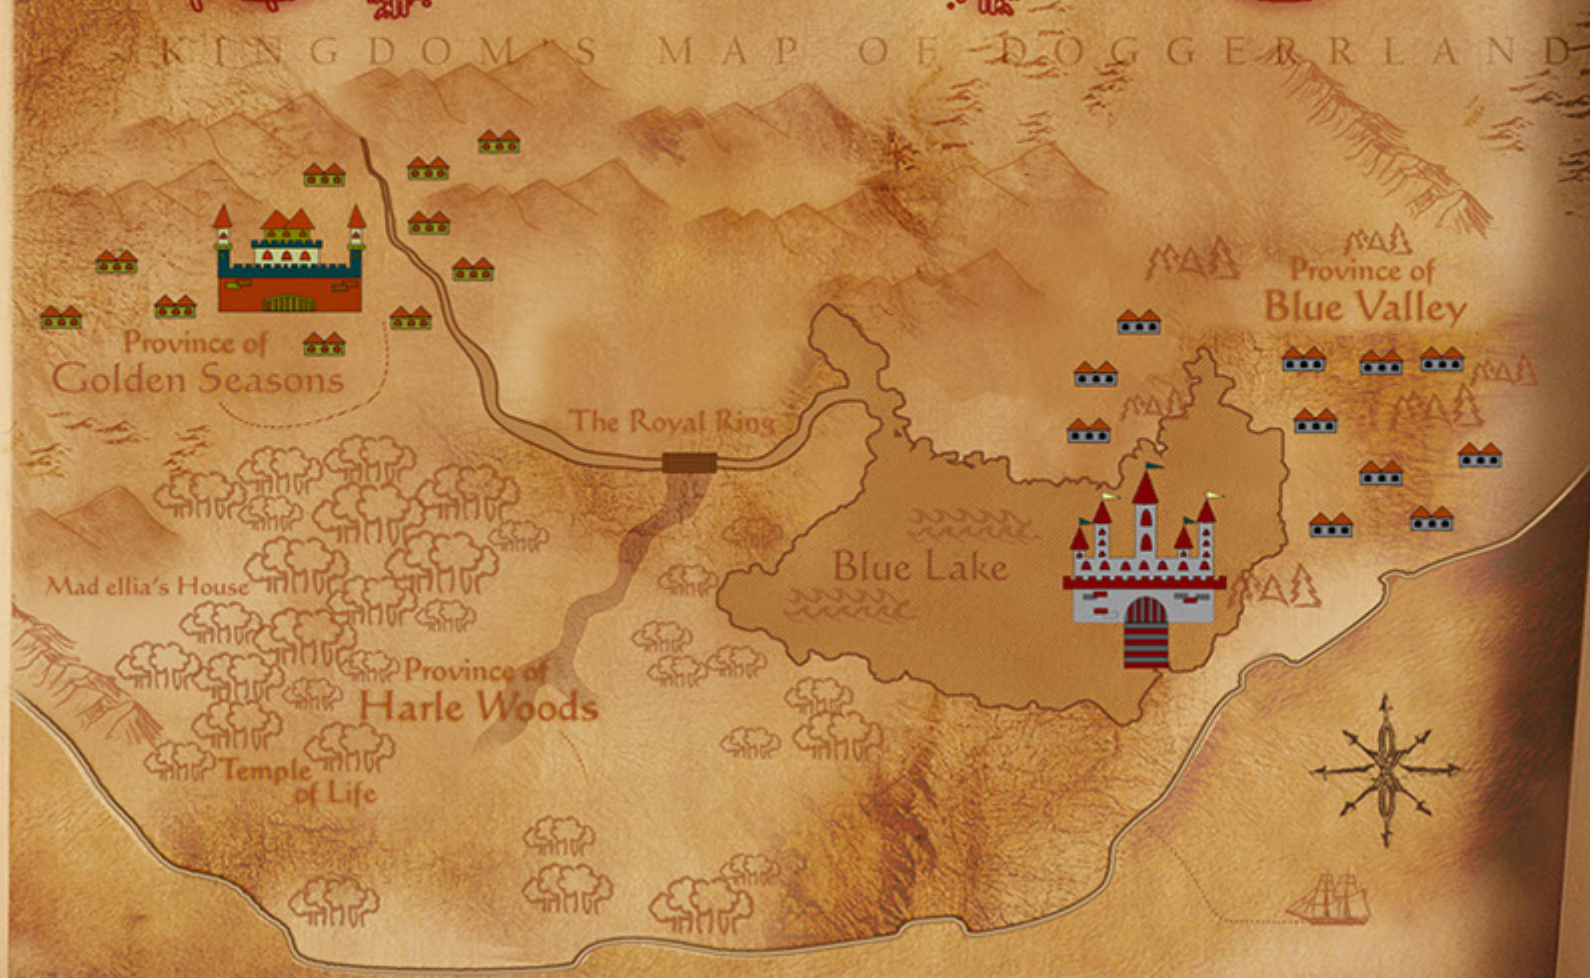 KINGDOM'S MAP OF DOGGERRLAND
Province of
Blue Valley
Province of
Golden Seasons
The Royal Ring
Blue Lake
Mad ellia's House
Province of
Harle Woods
Temple
of Life